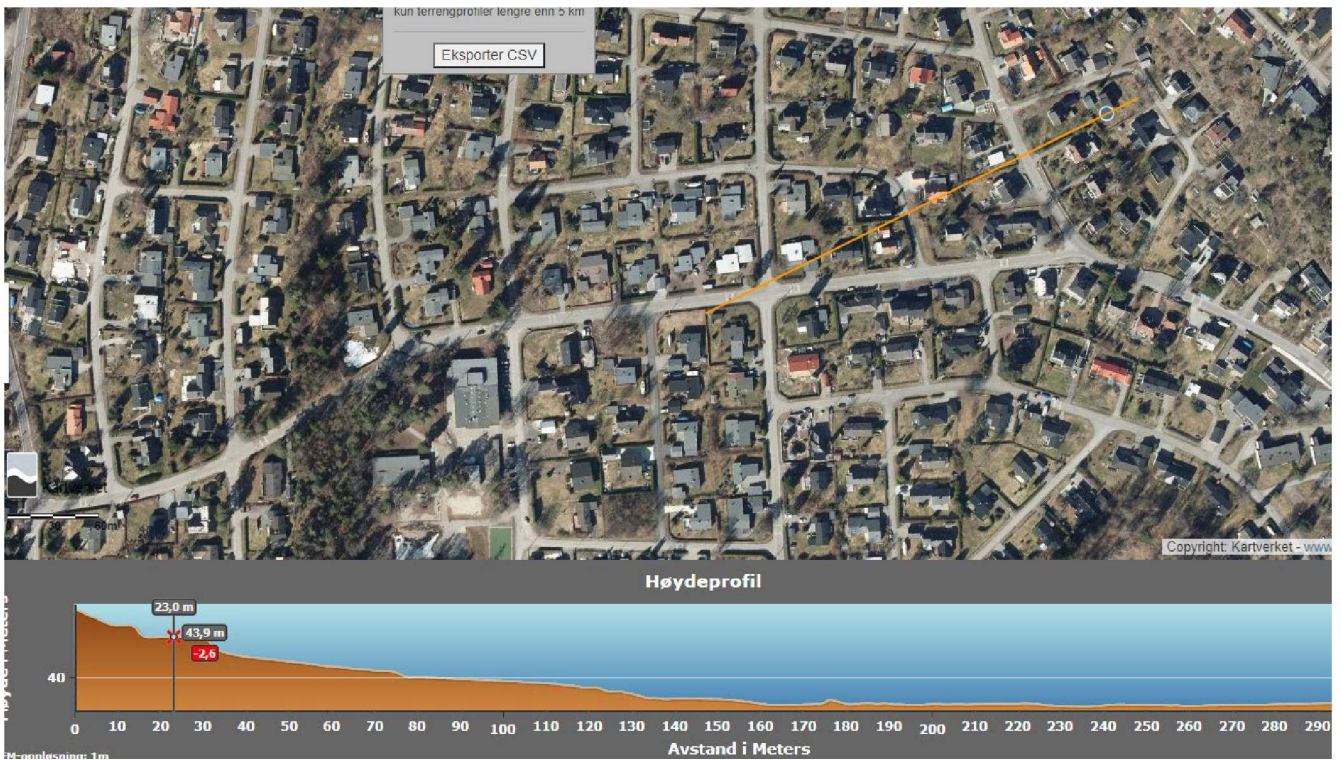 kun terrengprofiler lengre enn 5 km
Eksporter CSV
60m
Copyright: Kartverket - www
Høydeprofil
23,0 m
43,9 m
-2,6
40
0 10 20 30 40 50 60 70 80 90 100 110 120 130 140 150 160 170 180 190 200 210 220 230 240 250 260 270 280 290
Avstand i Meters